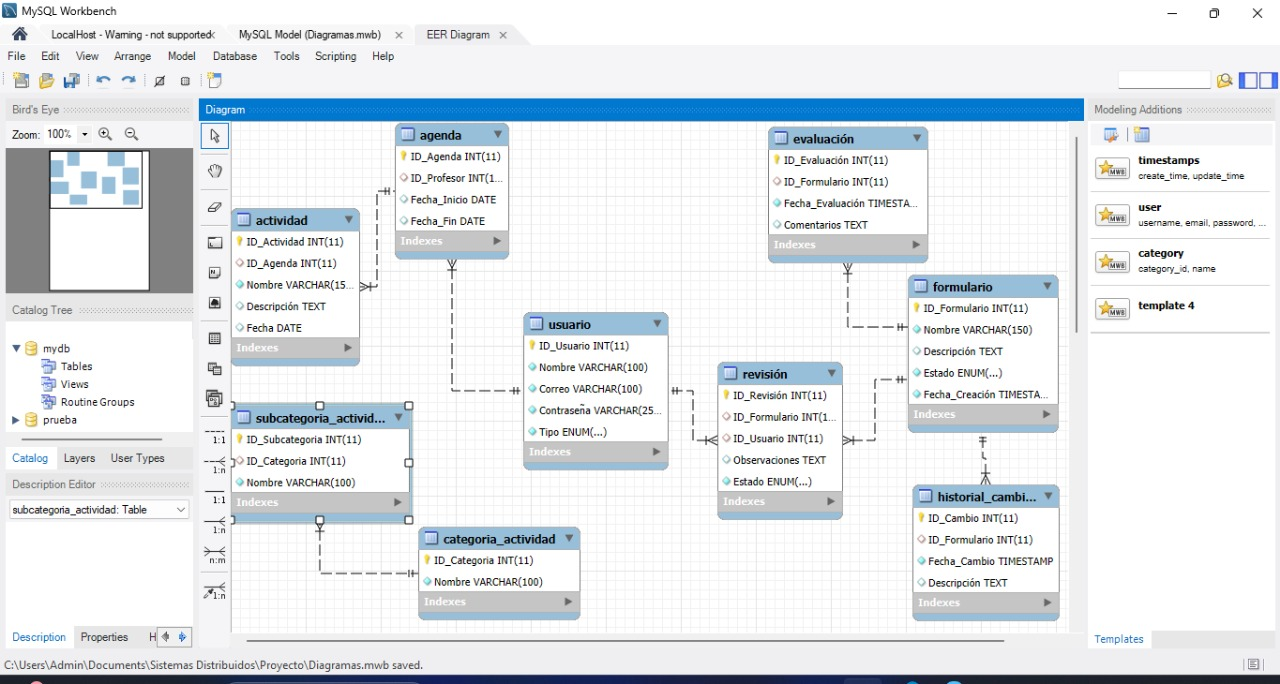 MySQL Workbench
LocalHost - Warning - not supported
MySQL Model (Diagramas.mwb)
EER Diagram
File Edit View Arrange Model Database Tools Scripting Help
Bird's Eye
Zoom: 100%
Catalog Tree
mydb
Tables
Views
Routine Groups
prueba
Catalog Layers User Types
Description Editor
subcategoria_actividad: Table
Description Properties H
Diagram
1:1
1:n
1:1
1:n
n:m
1:n
agenda
ID_Agenda INT(11)
ID_Profesor INT(1...
Fecha_Inicio DATE
Fecha_Fin DATE
Indexes
actividad
ID_Actividad INT(11)
ID_Agenda INT(11)
Nombre VARCHAR(15...
Descripción TEXT
Fecha DATE
Indexes
subcategoria_activid...
ID_Subcategoria INT(11)
ID_Categoria INT(11)
Nombre VARCHAR(100)
Indexes
categoria_actividad
ID_Categoria INT(11)
Nombre VARCHAR(100)
Indexes
usuario
ID_Usuario INT(11)
Nombre VARCHAR(100)
Correo VARCHAR(100)
Contraseña VARCHAR(25...
Tipo ENUM(...)
Indexes
evaluación
ID_Evaluación INT(11)
ID_Formulario INT(11)
Fecha_Evaluación TIMESTA...
Comentarios TEXT
Indexes
revisión
ID_Revisión INT(11)
ID_Formulario INT(1...
ID_Usuario INT(11)
Observaciones TEXT
Estado ENUM(...)
Indexes
formulario
ID_Formulario INT(11)
Nombre VARCHAR(150)
Descripción TEXT
Estado ENUM(...)
Fecha_Creación TIMESTA...
Indexes
historial_cambi...
ID_Cambio INT(11)
ID_Formulario INT(11)
Fecha_Cambio TIMESTAMP
Descripción TEXT
Indexes
Modeling Additions
timestamps
create_time, update_time
user
username, email, password, ...
category
category_id, name
template 4
Templates
C:\Users\Admin\Documents\Sistemas Distribuidos\Proyecto\Diagramas.mwb saved.